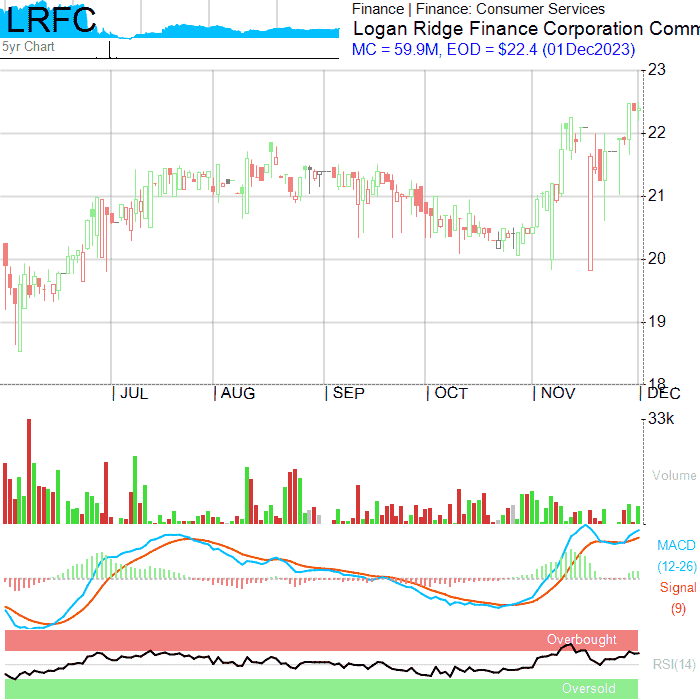 LRFC
5yr Chart
Finance | Finance: Consumer Services
Logan Ridge Finance Corporation Comm
MC = 59.9M, EOD = $22.4 (01Dec2023)
23
22
21
20
19
18
JUL AUG SEP OCT NOV DEC
33k
Volume
MACD
(12-26)
Signal
(9)
Overbought
RSI(14)
Oversold